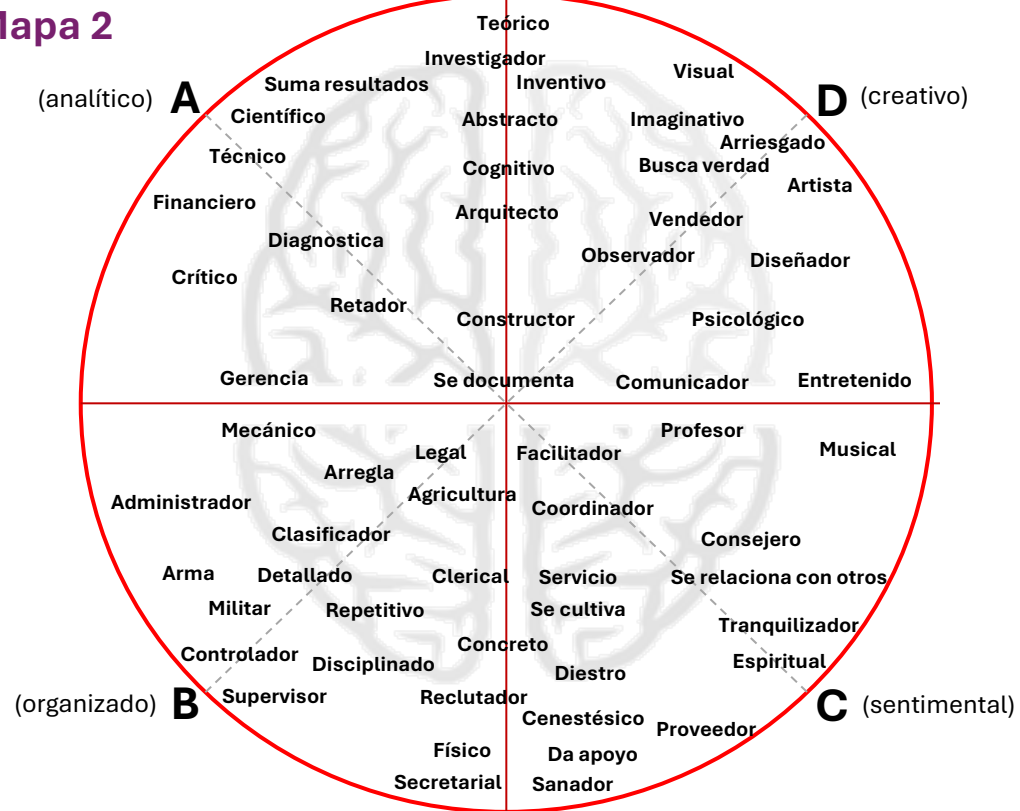 Mapa 2
Teórico
Investigador
Inventivo
Visual
Suma resultados
(analítico) A
D (creativo)
Científico
Abstracto
Imaginativo
Arriesgado
Técnico
Cognitivo
Busca verdad
Artista
Financiero
Arquitecto
Vendedor
Diagnostica
Observador
Diseñador
Crítico
Retador
Constructor
Psicológico
Gerencia
Se documenta
Comunicador
Entretenido
Mecánico
Profesor
Legal
Facilitador
Musical
Arregla
Agricultura
Administrador
Coordinador
Clasificador
Consejero
Arma
Detallado
Clerical
Servicio
Se relaciona con otros
Militar
Repetitivo
Se cultiva
Tranquilizador
Concreto
Controlador
Disciplinado
Espiritual
Diestro
(organizado) B
Supervisor
Reclutador
C (sentimental)
Cenestésico
Proveedor
Físico
Da apoyo
Secretarial
Sanador